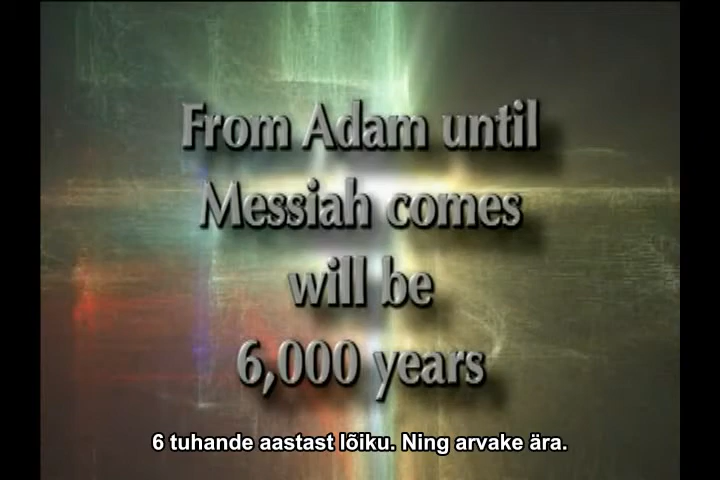 From Adam until
Messiah comes
will be
6,000 years
6 tuhande aastast lõiku. Ning arvake ära.